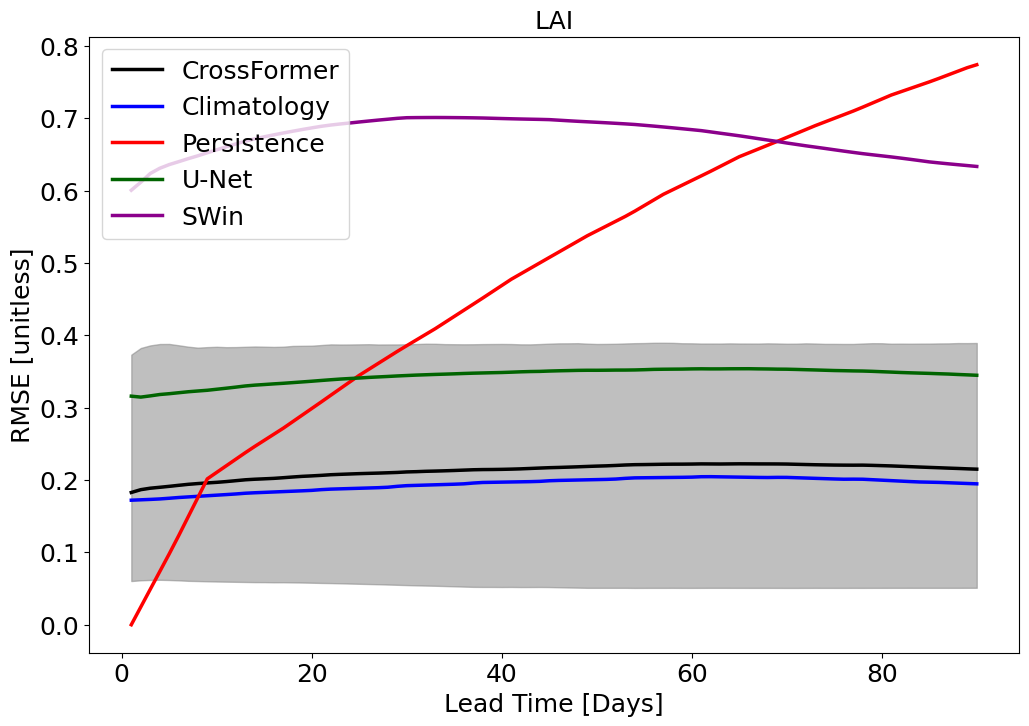 LAI
0.8
0.7
0.6
0.5
0.4
0.3
0.2
0.1
0.0
RMSE [unitless]
CrossFormer
Climatology
Persistence
U-Net
SWin
0 20 40 60 80
Lead Time [Days]